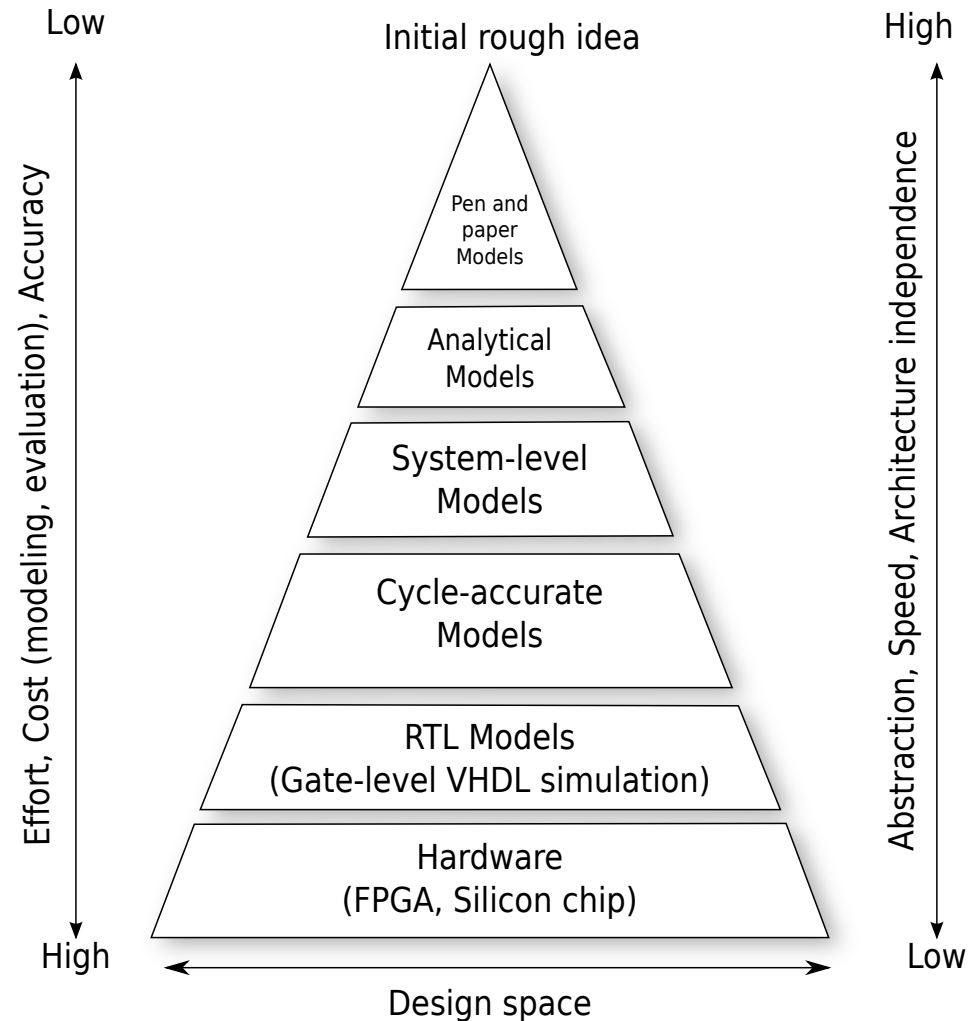 Low
Initial rough idea
High
Effort, Cost (modeling, evaluation), Accuracy
Abstraction, Speed, Architecture independence
Pen and
paper
Models
Analytical
Models
System-level
Models
Cycle-accurate
Models
RTL Models
(Gate-level VHDL simulation)
Hardware
(FPGA, Silicon chip)
High
Low
Design space